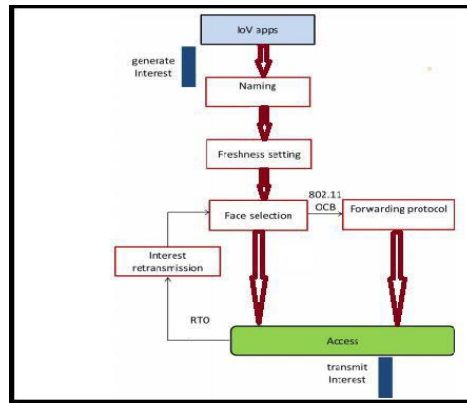 IoV apps
generate
Interest
Naming
Freshness setting
802.11
OCB
Face selection
Forwarding protocol
Interest
retransmission
RTO
Access
transmit
Interest